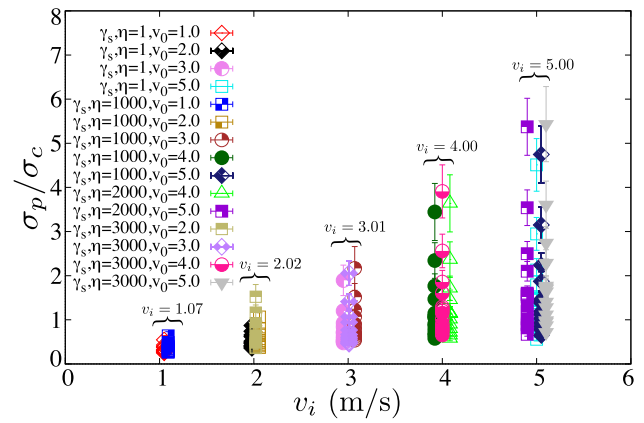 8
7
6
5
4
3
2
1
0
σp/σc
γs,η=1,v0=1.0
γs,η=1,v0=2.0
γs,η=1,v0=3.0
γs,η=1,v0=5.0
γs,η=1000,v0=1.0
γs,η=1000,v0=2.0
γs,η=1000,v0=3.0
γs,η=1000,v0=4.0
γs,η=1000,v0=5.0
γs,η=2000,v0=4.0
γs,η=2000,v0=5.0
γs,η=3000,v0=2.0
γs,η=3000,v0=3.0
γs,η=3000,v0=4.0
γs,η=3000,v0=5.0
vi = 1.07
vi = 2.02
vi = 3.01
vi = 4.00
vi = 5.00
0 1 2 3 4 5 6
vi (m/s)